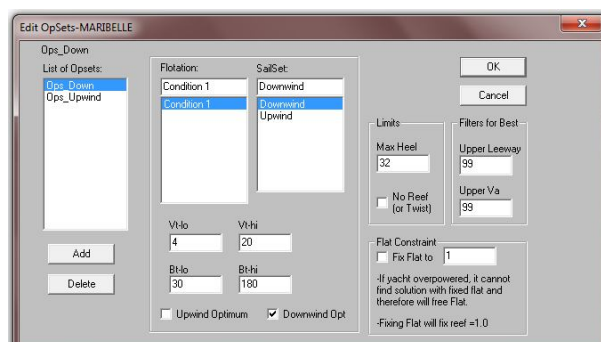 Edit OpSets-MARIBELLE
x
Ops_Down
List of Opsets:
Ops_Down
Ops_Upwind
Add
Delete
Flotation:
Condition 1
Condition 1
SailSet:
Downwind
Downwind
Upwind
Vt-lo
Vt-hi
4
20
Bt-lo
Bt-hi
30
180
Upwind Optimum
Downwind Opt
OK
Cancel
Limits
Max Heel
32
No Reef
(or Twist)
Filters for Best
Upper Leeway
99
Upper Va
99
Flat Constraint
Fix Flat to
1
-If yacht overpowered, it cannot
find solution with fixed flat and
therefore will free Flat.
-Fixing Flat will fix reef =1.0